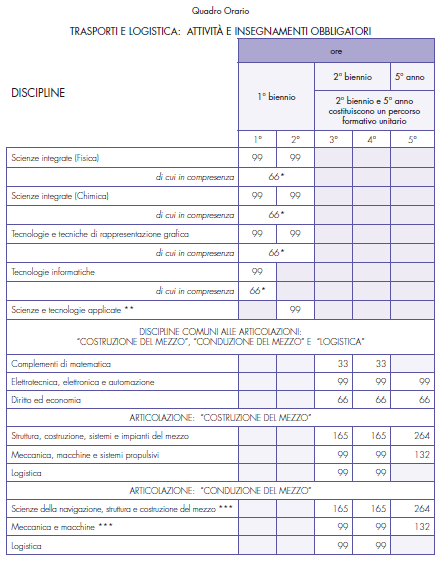 Quadro Orario
TRASPORTI E LOGISTICA: ATTIVITÀ E INSEGNAMENTI OBBLIGATORI
DISCIPLINE
ore
1° biennio
2° biennio
5° anno
2° biennio e 5° anno
costituiscono un percorso
formativo unitario
1° 2° 3° 4° 5°
Scienze integrate (Fisica) 99 99
di cui in compresenza 66*
Scienze integrate (Chimica) 99 99
di cui in compresenza 66*
Tecnologie e tecniche di rappresentazione grafica 99 99
di cui in compresenza 66*
Tecnologie informatiche 99
di cui in compresenza 66*
Scienze e tecnologie applicate ** 99
DISCIPLINE COMUNI ALLE ARTICOLAZIONI:
"COSTRUZIONE DEL MEZZO", "CONDUZIONE DEL MEZZO" E "LOGISTICA"
Complementi di matematica 33 33
Elettrotecnica, elettronica e automazione 99 99 99
Diritto ed economia 66 66 66
ARTICOLAZIONE: "COSTRUZIONE DEL MEZZO"
Struttura, costruzione, sistemi e impianti del mezzo 165 165 264
Meccanica, macchine e sistemi propulsivi 99 99 132
Logistica 99 99
ARTICOLAZIONE: "CONDUZIONE DEL MEZZO"
Scienze della navigazione, struttura e costruzione del mezzo *** 165 165 264
Meccanica e macchine *** 99 99 132
Logistica 99 99